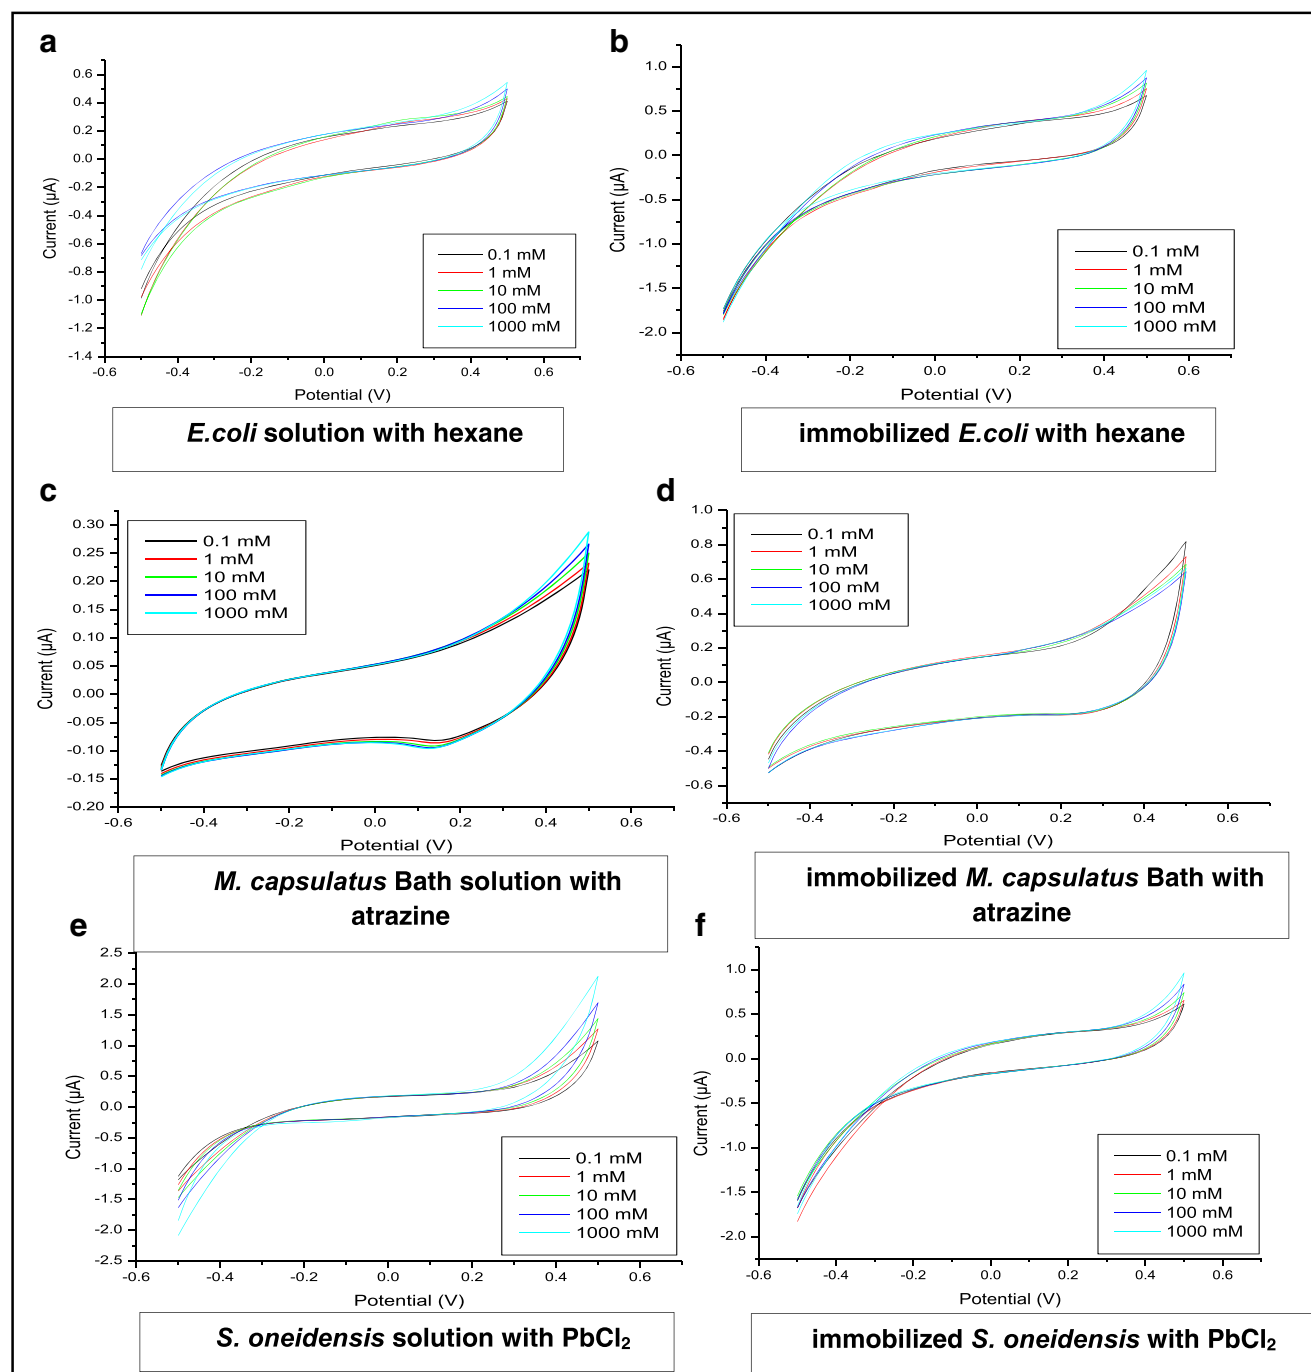 a
0.6
0.4
0.2
0.0
-0.2
-0.4
-0.6
-0.8
-1.0
-1.2
-1.4
Current (µA)
0.1 mM
1 mM
10 mM
100 mM
1000 mM
-0.6 -0.4 -0.2 0.0 0.2 0.4 0.6
Potential (V)
E.coli solution with hexane
b
1.0
0.5
0.0
-0.5
-1.0
-1.5
-2.0
Current (µA)
0.1 mM
1 mM
10 mM
100 mM
1000 mM
-0.6 -0.4 -0.2 0.0 0.2 0.4 0.6
Potential (V)
immobilized E.coli with hexane
c
0.30
0.25
0.20
0.15
0.10
0.05
0.00
-0.05
-0.10
-0.15
-0.20
Current (µA)
0.1 mM
1 mM
10 mM
100 mM
1000 mM
-0.6 -0.4 -0.2 0.0 0.2 0.4 0.6
Potential (V)
M. capsulatus Bath solution with
atrazine
d
1.0
0.8
0.6
0.4
0.2
0.0
-0.2
-0.4
-0.6
Current (µA)
0.1 mM
1 mM
10 mM
100 mM
1000 mM
-0.6 -0.4 -0.2 0.0 0.2 0.4 0.6
Potential (V)
immobilized M. capsulatus Bath with
atrazine
e
2.5
2.0
1.5
1.0
0.5
0.0
-0.5
-1.0
-1.5
-2.0
-2.5
Current (µA)
0.1 mM
1 mM
10 mM
100 mM
1000 mM
-0.6 -0.4 -0.2 0.0 0.2 0.4 0.6
Potential (V)
S. oneidensis solution with PbCl₂
f
1.0
0.5
0.0
-0.5
-1.0
-1.5
-2.0
Current (µA)
0.1 mM
1 mM
10 mM
100 mM
1000 mM
-0.6 -0.4 -0.2 0.0 0.2 0.4 0.6
Potential (V)
immobilized S. oneidensis with PbCl₂